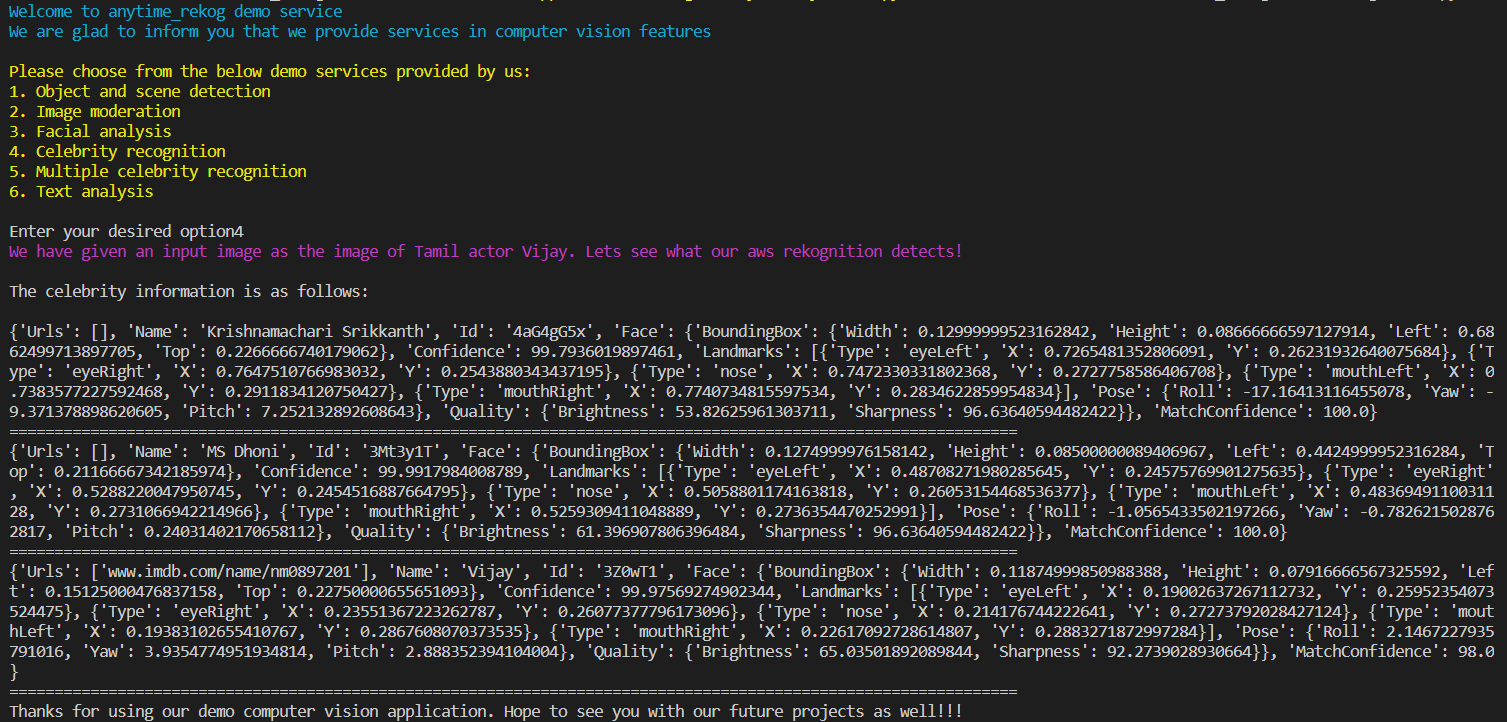 Welcome to anytime_rekog demo service
We are glad to inform you that we provide services in computer vision features
Please choose from the below demo services provided by us:
1. Object and scene detection
2. Image moderation
3. Facial analysis
4. Celebrity recognition
5. Multiple celebrity recognition
6. Text analysis
Enter your desired option4
We have given an input image as the image of Tamil actor Vijay. Lets see what our aws rekognition detects!
The celebrity information is as follows:
{'Urls': [], 'Name': 'Krishnamachari Srikkanth', 'Id': '4aG4gG5x', 'Face': {'BoundingBox': {'Width': 0.12999999523162842, 'Height': 0.08666666597127914, 'Left': 0.68
62499713897705, 'Top': 0.2266666740179062}, 'Confidence': 99.7936019897461, 'Landmarks': [{'Type': 'eyeLeft', 'X': 0.7265481352806091, 'Y': 0.26231932640075684}, {'T
ype': 'eyeRight', 'X': 0.7647510766983032, 'Y': 0.2543880343437195}, {'Type': 'nose', 'X': 0.7472330331802368, 'Y': 0.2727758586406708}, {'Type': 'mouthLeft', 'X': 0
.7383577227592468, 'Y': 0.2911834120750427}, {'Type': 'mouthRight', 'X': 0.7740734815597534, 'Y': 0.2834622859954834}], 'Pose': {'Roll': -17.16413116455078, 'Yaw': -
9.371378898620605, 'Pitch': 7.252132892608643}, 'Quality': {'Brightness': 53.82625961303711, 'Sharpness': 96.63640594482422}}, 'MatchConfidence': 100.0}
================================================================================================================
{'Urls': [], 'Name': 'MS Dhoni', 'Id': '3Mt3y1T', 'Face': {'BoundingBox': {'Width': 0.1274999976158142, 'Height': 0.08500000089406967, 'Left': 0.4424999952316284, 'T
op': 0.21166667342185974}, 'Confidence': 99.9917984008789, 'Landmarks': [{'Type': 'eyeLeft', 'X': 0.48708271980285645, 'Y': 0.24575769901275635}, {'Type': 'eyeRight'
, 'X': 0.5288220047950745, 'Y': 0.2454516887664795}, {'Type': 'nose', 'X': 0.5058801174163818, 'Y': 0.26053154468536377}, {'Type': 'mouthLeft', 'X': 0.48369491100311
28, 'Y': 0.2731066942214966}, {'Type': 'mouthRight', 'X': 0.5259309411048889, 'Y': 0.2736354470252991}], 'Pose': {'Roll': -1.0565433502197266, 'Yaw': -0.782621502876
2817, 'Pitch': 0.24031402170658112}, 'Quality': {'Brightness': 61.396907806396484, 'Sharpness': 96.63640594482422}}, 'MatchConfidence': 100.0}
================================================================================================================
{'Urls': ['www.imdb.com/name/nm0897201'], 'Name': 'Vijay', 'Id': '3Z0wT1', 'Face': {'BoundingBox': {'Width': 0.11874999850988388, 'Height': 0.07916666567325592, 'Lef
t': 0.15125000476837158, 'Top': 0.22750000655651093}, 'Confidence': 99.97569274902344, 'Landmarks': [{'Type': 'eyeLeft', 'X': 0.19002637267112732, 'Y': 0.25952354073
524475}, {'Type': 'eyeRight', 'X': 0.23551367223262787, 'Y': 0.26077377796173096}, {'Type': 'nose', 'X': 0.214176744222641, 'Y': 0.27273792028427124}, {'Type': 'mout
hLeft', 'X': 0.19383102655410767, 'Y': 0.2867608070373535}, {'Type': 'mouthRight', 'X': 0.22617092728614807, 'Y': 0.2883271872997284}], 'Pose': {'Roll': 2.1467227935
791016, 'Yaw': 3.9354774951934814, 'Pitch': 2.888352394104004}, 'Quality': {'Brightness': 65.03501892089844, 'Sharpness': 92.2739028930664}}, 'MatchConfidence': 98.0
}
================================================================================================================
Thanks for using our demo computer vision application. Hope to see you with our future projects as well!!!